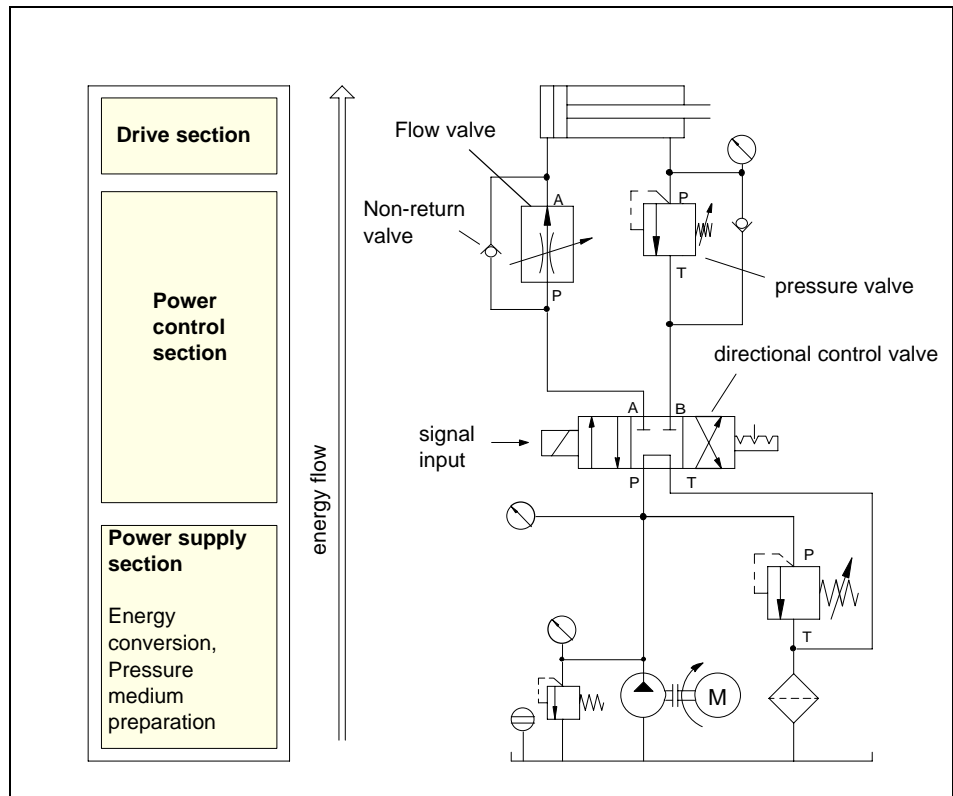 Drive section
Power
control
section
Power supply
section
Energy
conversion,
Pressure
medium
preparation
energy flow
Flow valve
Non-return
valve
A
P
P
T
pressure valve
directional control valve
A B
signal
input
P T
P
T
M